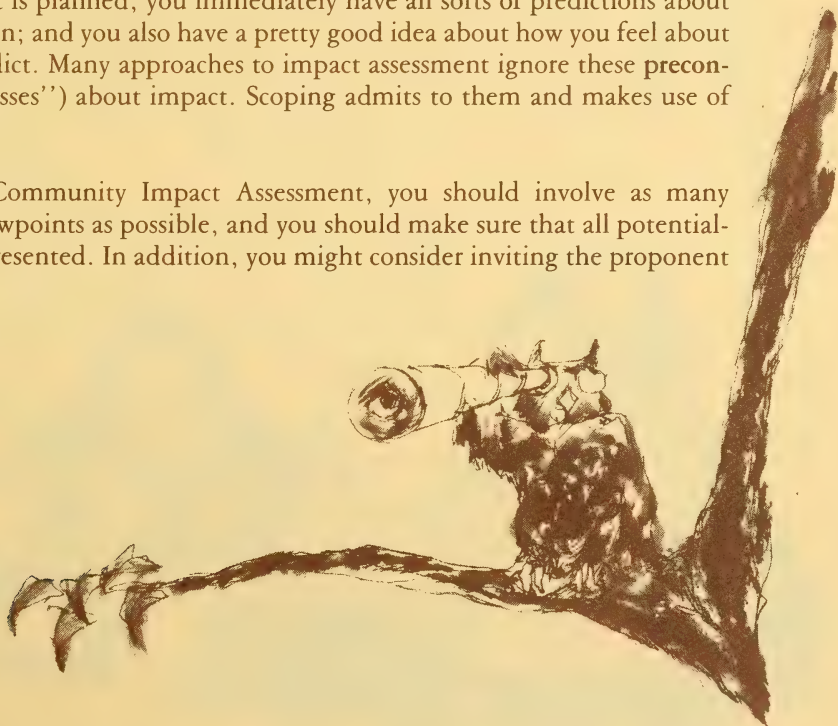 t is planned, you immediately have all sorts of predictions about
n; and you also have a pretty good idea about how you feel about
lict. Many approaches to impact assessment ignore these precon-
sses'') about impact. Scoping admits to them and makes use of
Community Impact Assessment, you should involve as many
wpoints as possible, and you should make sure that all potential-
resented. In addition, you might consider inviting the proponent